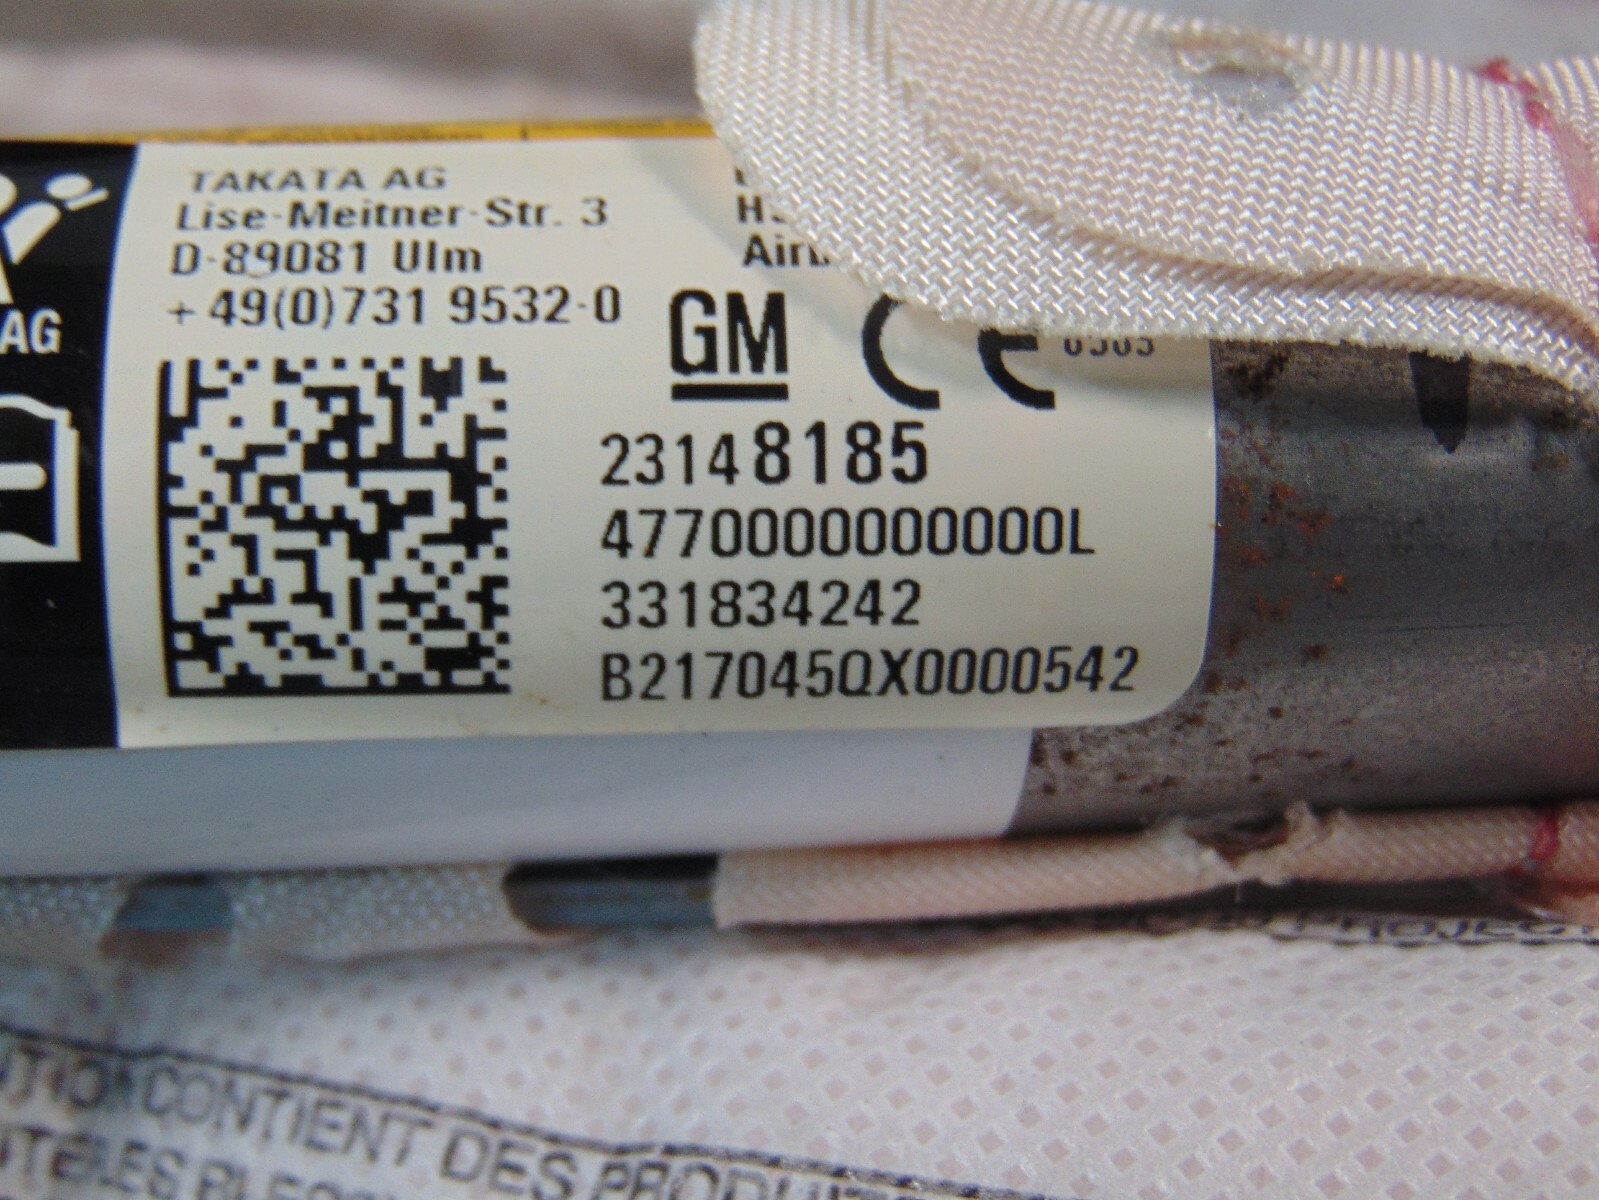 TAKATA AG
Lise-Meitner-Str. 3
D-89081 Ulm
+49(0)731 9532-0
AG
GM CE
23148185
4770000000000L
331834242
B217045QX0000542
CONTIENT DES